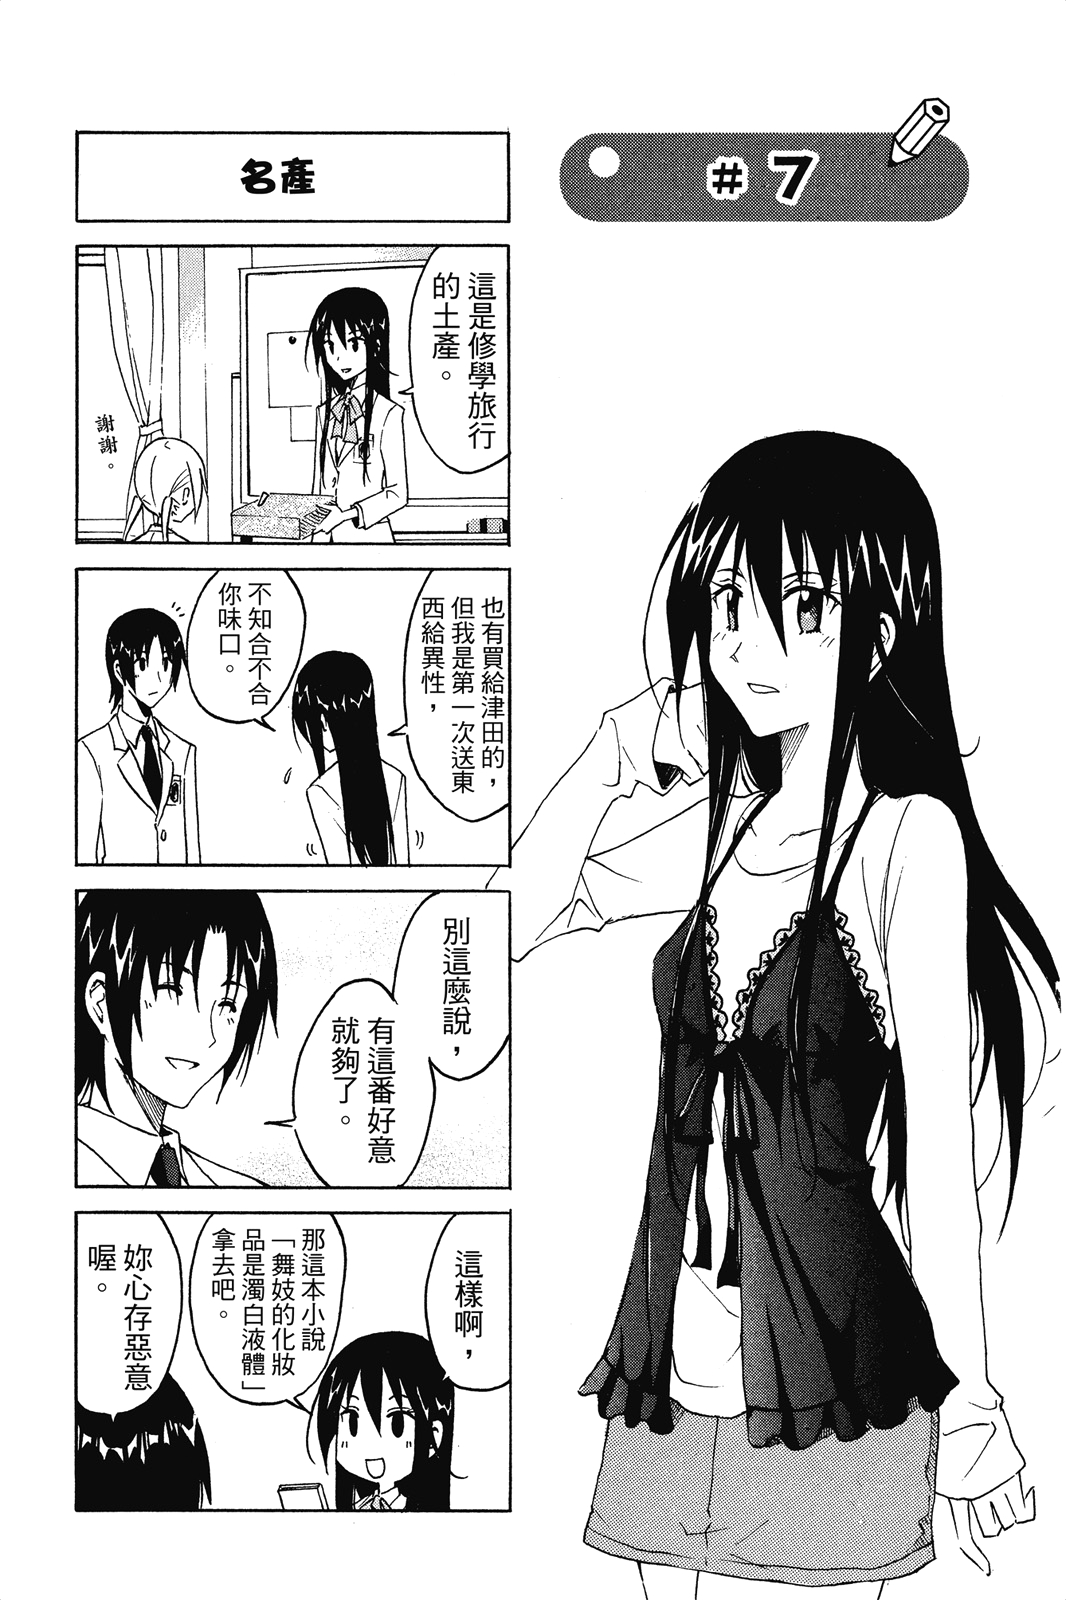 #7
名產
這是修學旅行
的土產。
謝謝。
也有買給津田的，
但我是第一次送東
西給異性，
不知合不合
你味口。
別這麼說，
有這番好意
就夠了。
這樣啊，
那這本小說
「舞妓的化妝
品是濁白液體」
拿去吧。
妳心存惡意
喔。